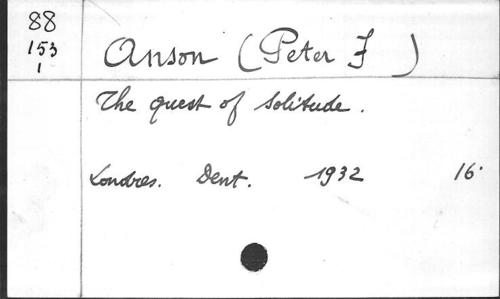 88
153
1
Anson (Peter F)
The quest of Solitude.
Londres. Dent. 1932 16°